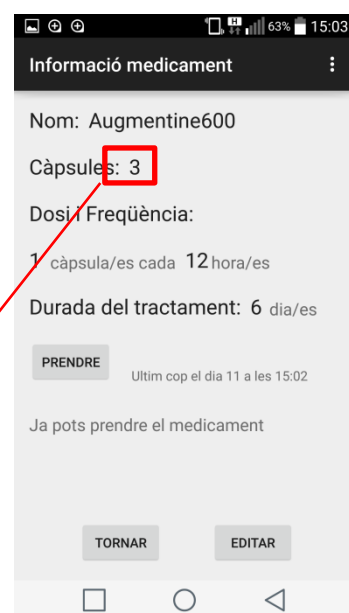 H 63% 15:03
Informació medicament
Nom: Augmentine600
Càpsules: 3
Dosi i Freqüència:
1 càpsula/es cada 12 hora/es
Durada del tractament: 6 dia/es
PRENDRE Ultim cop el dia 11 a les 15:02
Ja pots prendre el medicament
TORNAR EDITAR